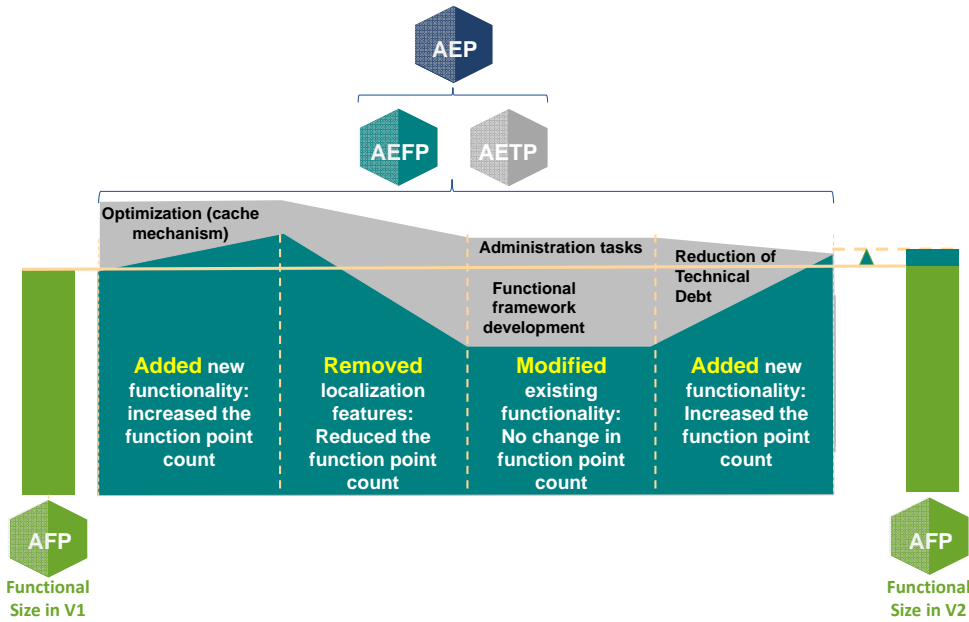 AEP
AEFP
AETP
Optimization (cache
mechanism)
Administration tasks
Reduction of
Technical
Debt
Functional
framework
development
Added new
functionality:
increased the
function point
count
Removed
localization
features:
Reduced the
function point
count
Modified
existing
functionality:
No change in
function point
count
Added new
functionality:
Increased the
function point
count
AFP
Functional
Size in V1
AFP
Functional
Size in V2